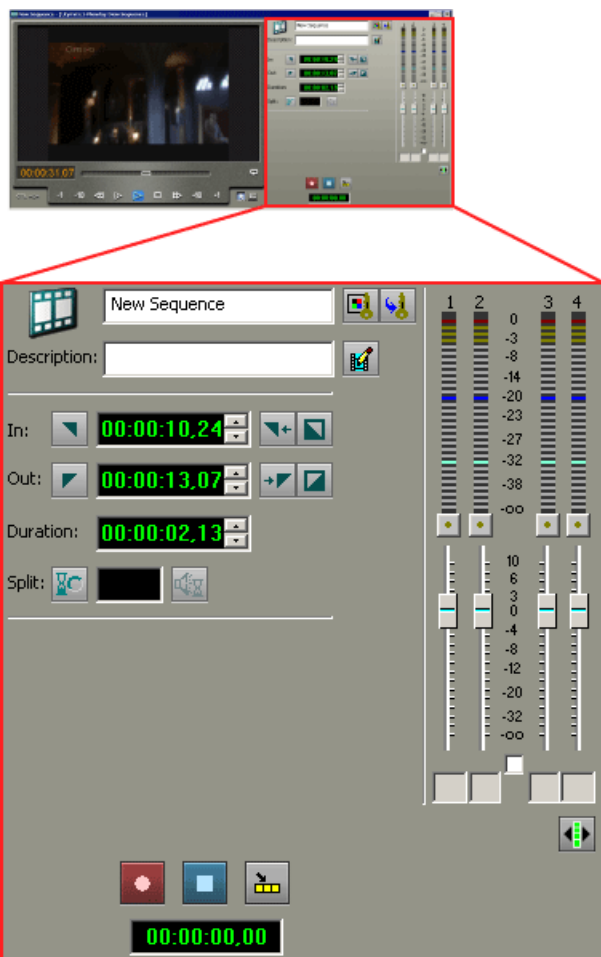 00:00:31,07
New Sequence
Description:
In: 00:00:10,24
Out: 00:00:13,07
Duration: 00:00:02,13
Split:
00:00:00,00
1 2 3 4
0
-3
-8
-14
-20
-23
-27
-32
-38
-oo
10
6
3
0
-4
-8
-12
-20
-32
-oo